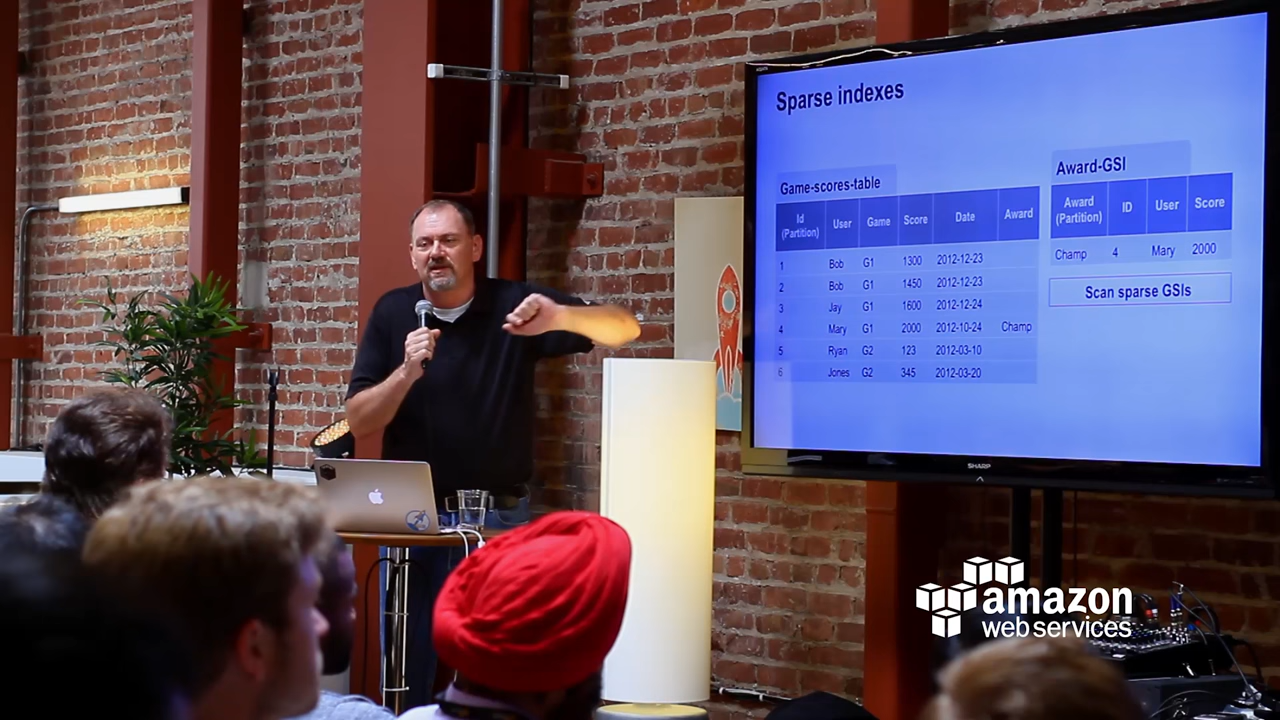 Sparse indexes
Game-scores-table
Id (Partition) User Game Score Date Award
1 Bob G1 1300 2012-12-23
2 Bob G1 1450 2012-12-23
3 Jay G1 1600 2012-12-24
4 Mary G1 2000 2012-10-24 Champ
5 Ryan G2 123 2012-03-10
6 Jones G2 345 2012-03-20
Award-GSI
Award (Partition) ID User Score
Champ 4 Mary 2000
Scan sparse GSIs
SHARP
amazon
web services